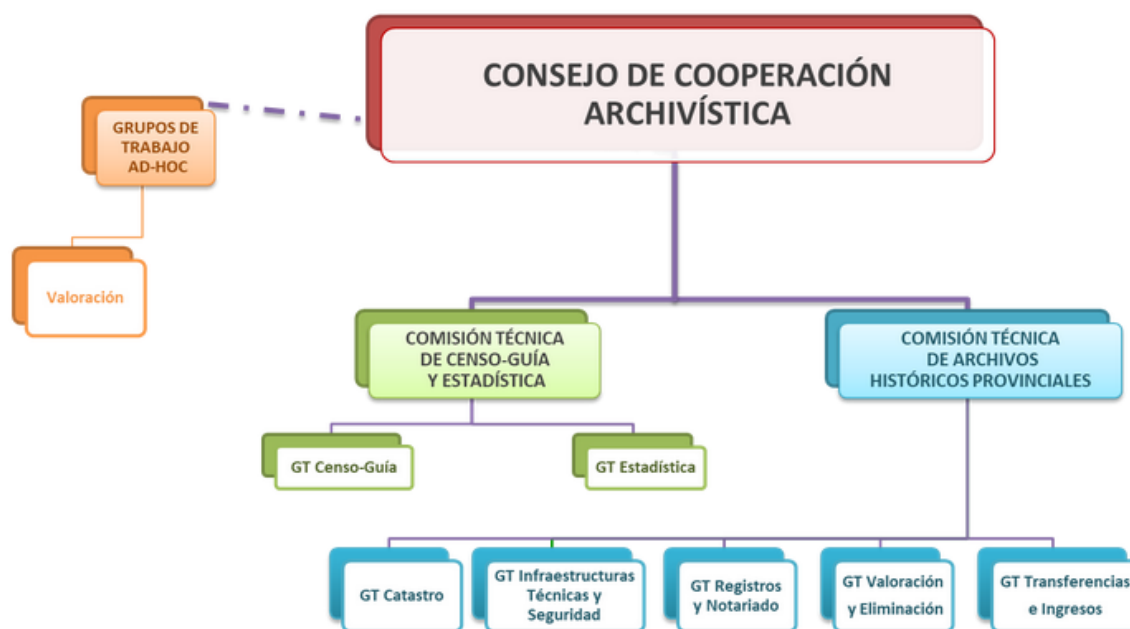 CONSEJO DE COOPERACIÓN
ARCHIVÍSTICA
GRUPOS DE
TRABAJO
AD-HOC
Valoración
COMISIÓN TÉCNICA
DE CENSO-GUÍA
Y ESTADÍSTICA
COMISIÓN TÉCNICA
DE ARCHIVOS
HISTÓRICOS PROVINCIALES
GT Censo-Guía
GT Estadística
GT Catastro
GT Infraestructuras
Técnicas y
Seguridad
GT Registros
y Notariado
GT Valoración
y Eliminación
GT Transferencias
e Ingresos